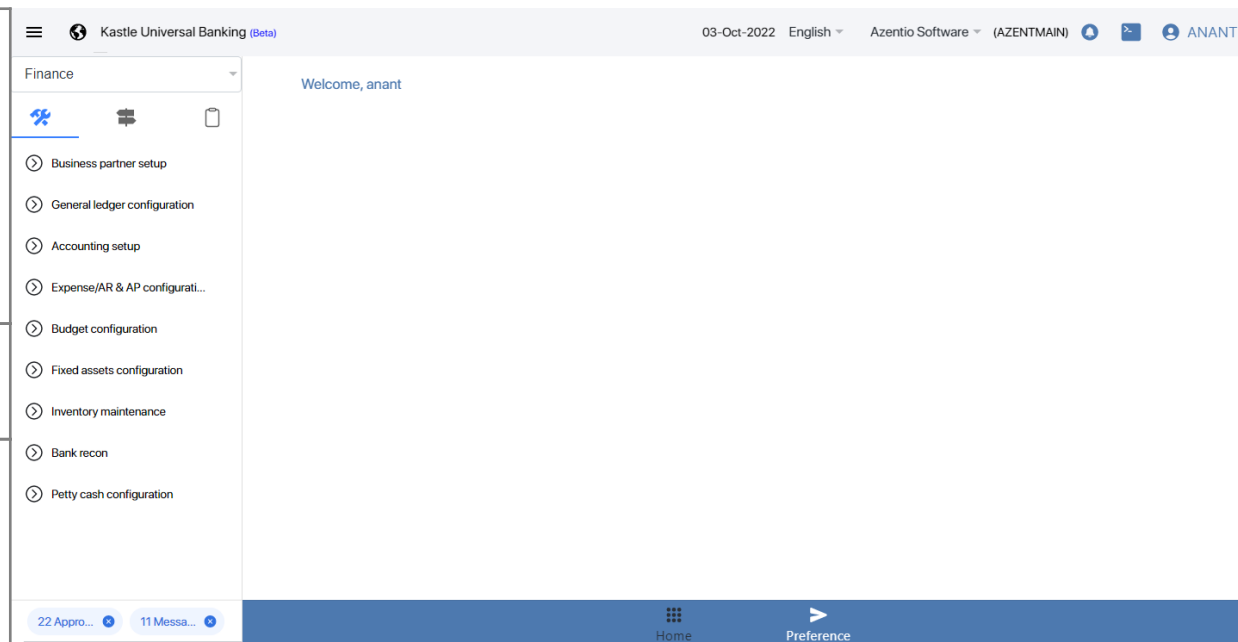 Kastle Universal Banking (Beta)
03-Oct-2022 English Azentio Software (AZENTMAIN) ANANT
Finance
Welcome, anant
Business partner setup
General ledger configuration
Accounting setup
Expense/AR & AP configurati...
Budget configuration
Fixed assets configuration
Inventory maintenance
Bank recon
Petty cash configuration
22 Appro... 11 Messa...
Home Preference